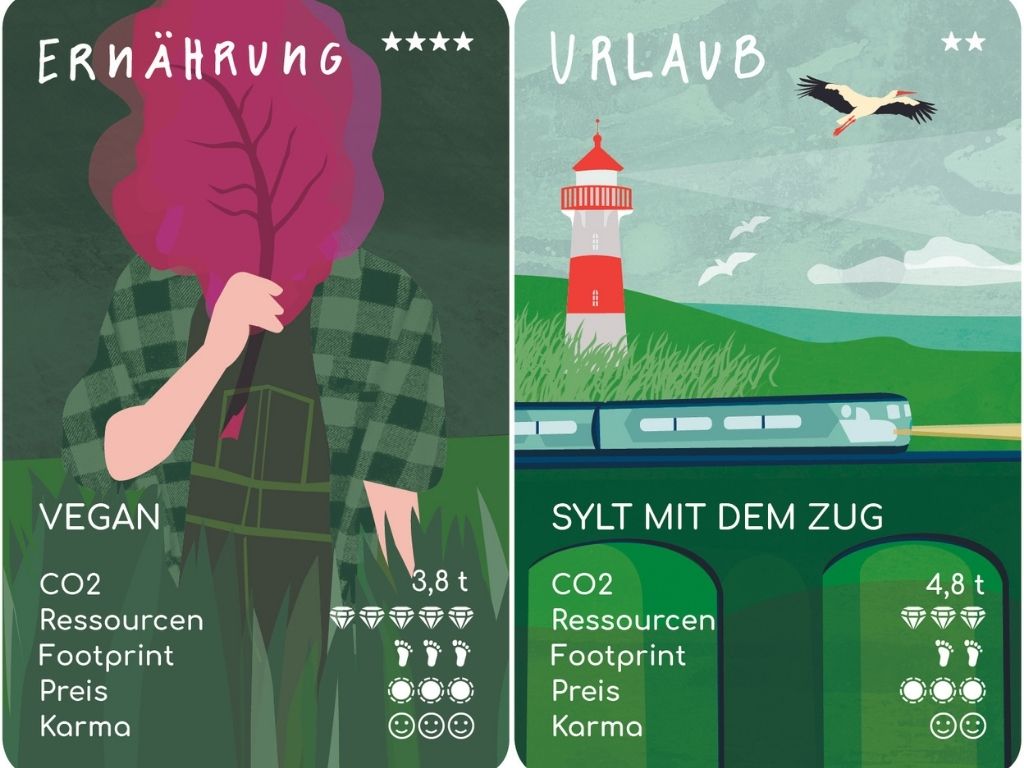 ERNÄHRUNG
VEGAN
CO2 3,8 t
Ressourcen
Footprint
Preis
Karma
URLAUB
SYLT MIT DEM ZUG
CO2 4,8 t
Ressourcen
Footprint
Preis
Karma